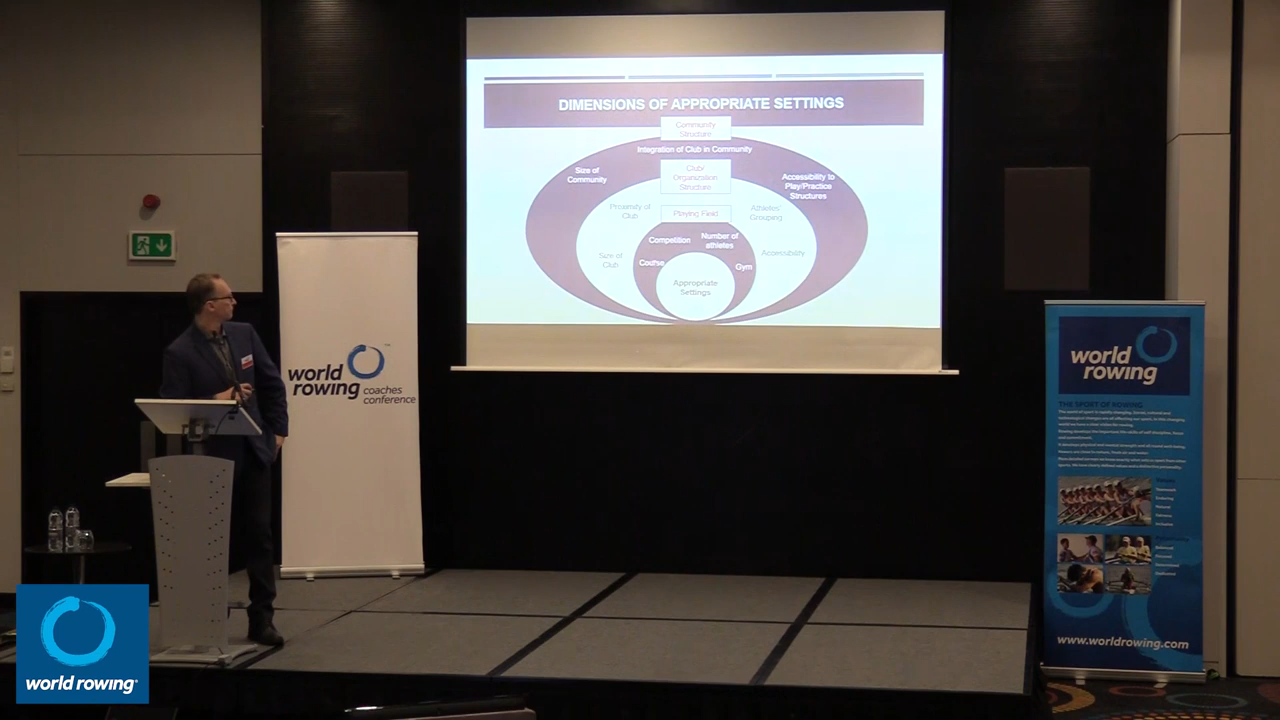 DIMENSIONS OF APPROPRIATE SETTINGS
Community
Structure
Integration of Club in Community
Size of
Community
Club/
Organization
Structure
Accessibility to
Play/Practice
Structures
Proximity of
Club
Playing Field
Athletes'
Grouping
Competition
Number of
athletes
Size of
Club
Course
Gym
Accessibility
Appropriate
Settings
world
rowing
coaches
conference
world
rowing
THE SPORT OF ROWING
www.worldrowing.com
world rowing